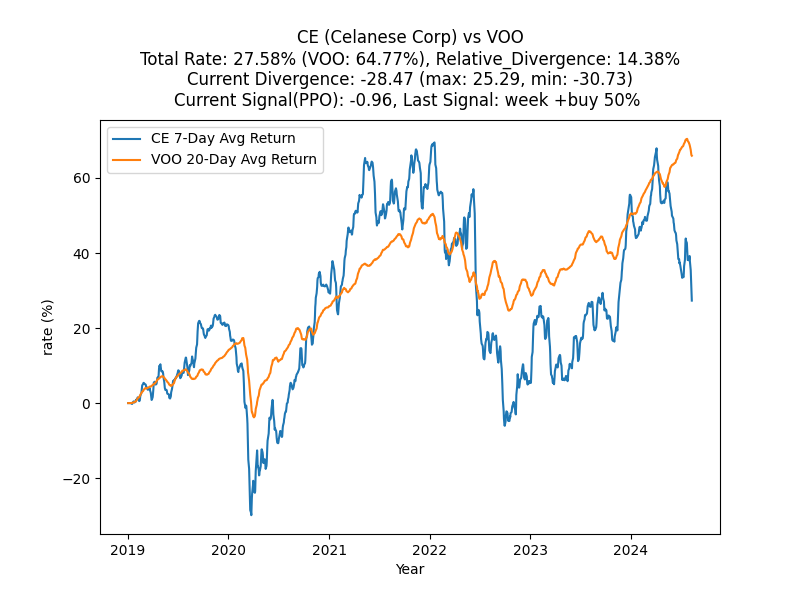 CE (Celanese Corp) vs VOO
Total Rate: 27.58% (VOO: 64.77%), Relative_Divergence: 14.38%
Current Divergence: -28.47 (max: 25.29, min: -30.73)
Current Signal(PPO): -0.96, Last Signal: week +buy 50%
CE 7-Day Avg Return
VOO 20-Day Avg Return
60
40
20
0
−20
rate (%)
2019
2020
2021
2022
2023
2024
Year